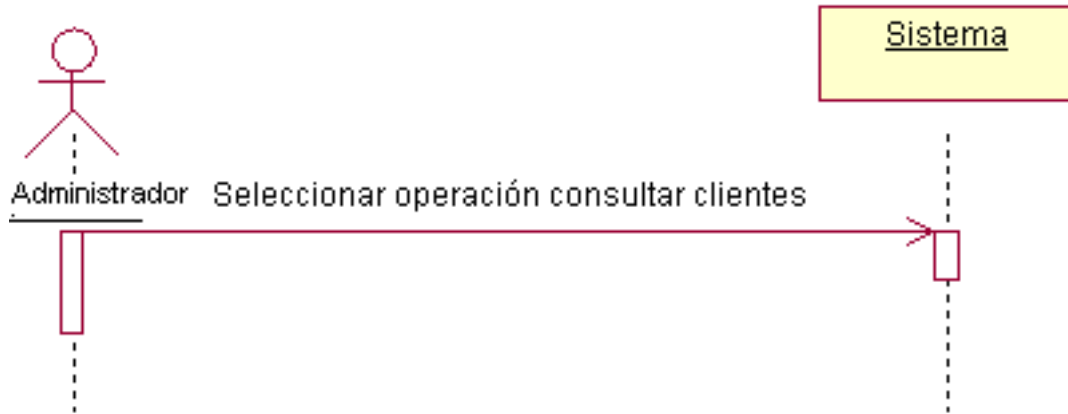 Sistema
Administrador
Seleccionar operación consultar clientes